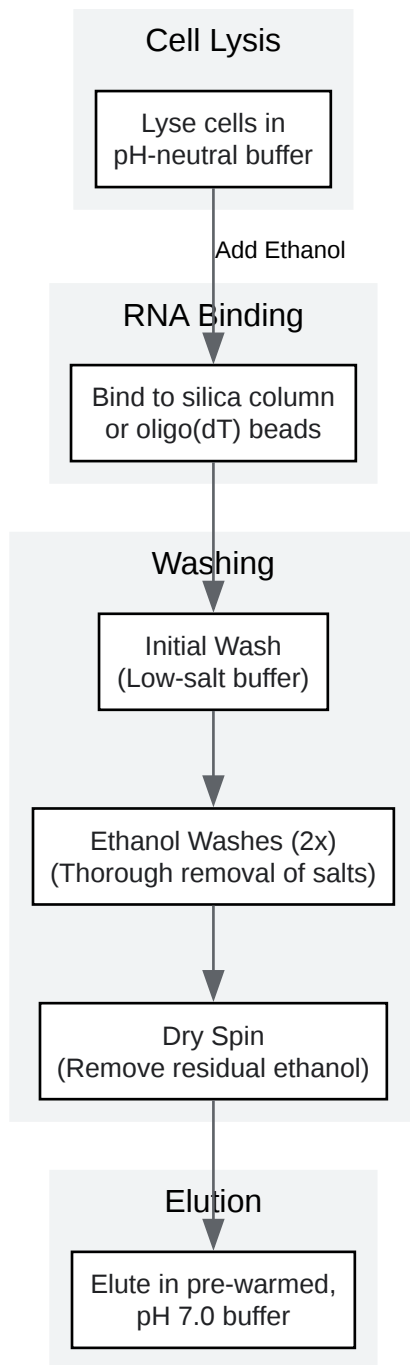 Cell Lysis
Lyse cells in
pH-neutral buffer
Add Ethanol
RNA Binding
Bind to silica column
or oligo(dT) beads
Washing
Initial Wash
(Low-salt buffer)
Ethanol Washes (2x)
(Thorough removal of salts)
Dry Spin
(Remove residual ethanol)
Elution
Elute in pre-warmed,
pH 7.0 buffer